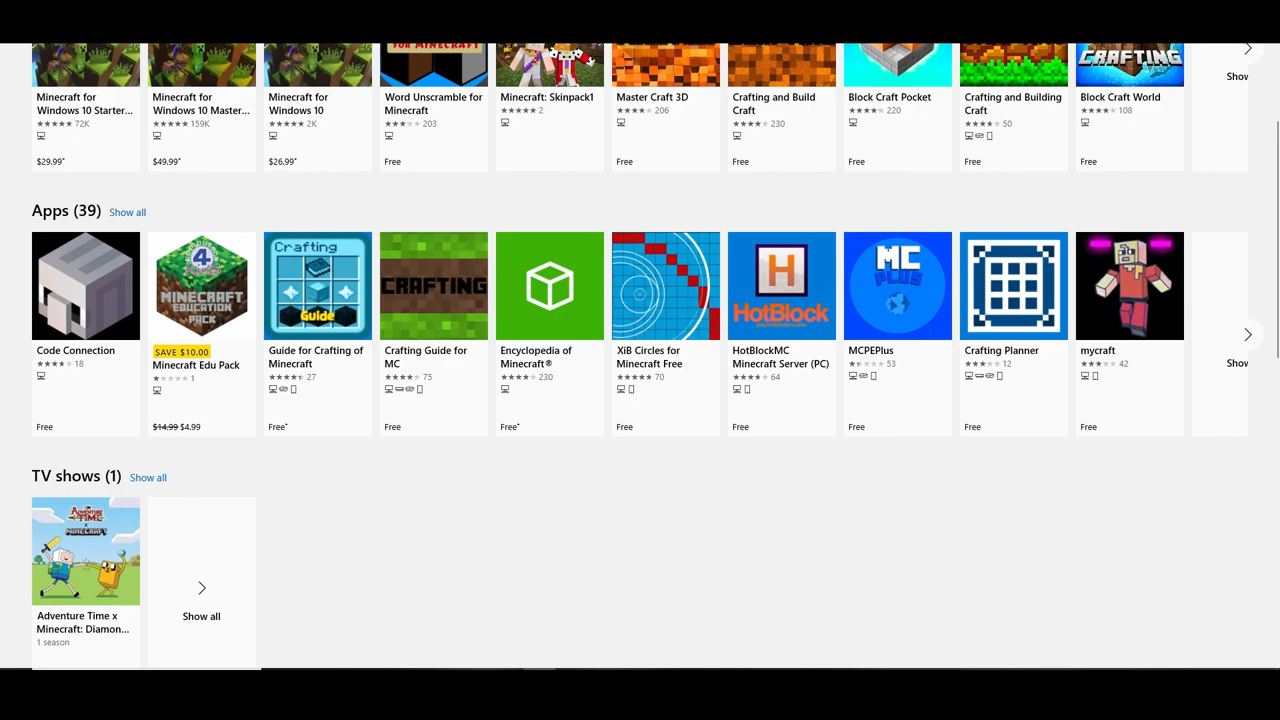 FOR MINECRAFT
CRAFTING
Minecraft for
Windows 10 Starter...
72K
$29.99*
Minecraft for
Windows 10 Master...
159K
$49.99*
Minecraft for
Windows 10
2K
$26.99*
Word Unscramble for
Minecraft
203
Free
Minecraft: Skinpack1
2
Master Craft 3D
206
Free
Crafting and Build
Craft
230
Free
Block Craft Pocket
220
Free
Crafting and Building
Craft
50
Free
Block Craft World
108
Free
Show
Apps (39) Show all
Code Connection
18
Free
4
MINECRAFT
EDUCATION
PACK
SAVE $10.00
Minecraft Edu Pack
1
$14.99 $4.99
Crafting
Guide
Guide for Crafting of
Minecraft
27
Free*
CRAFTING
Crafting Guide for
MC
75
Free
Encyclopedia of
Minecraft®
230
Free*
XiB Circles for
Minecraft Free
70
Free
H
HotBlock
HotBlockMC
Minecraft Server (PC)
64
Free
MC
PLUS
MCPEPlus
53
Free
Crafting Planner
12
Free
mycraft
42
Free
Show
TV shows (1) Show all
ADVENTURE
TIME
X
MINECRAFT
Adventure Time x
Minecraft: Diamon...
1 season
Show all